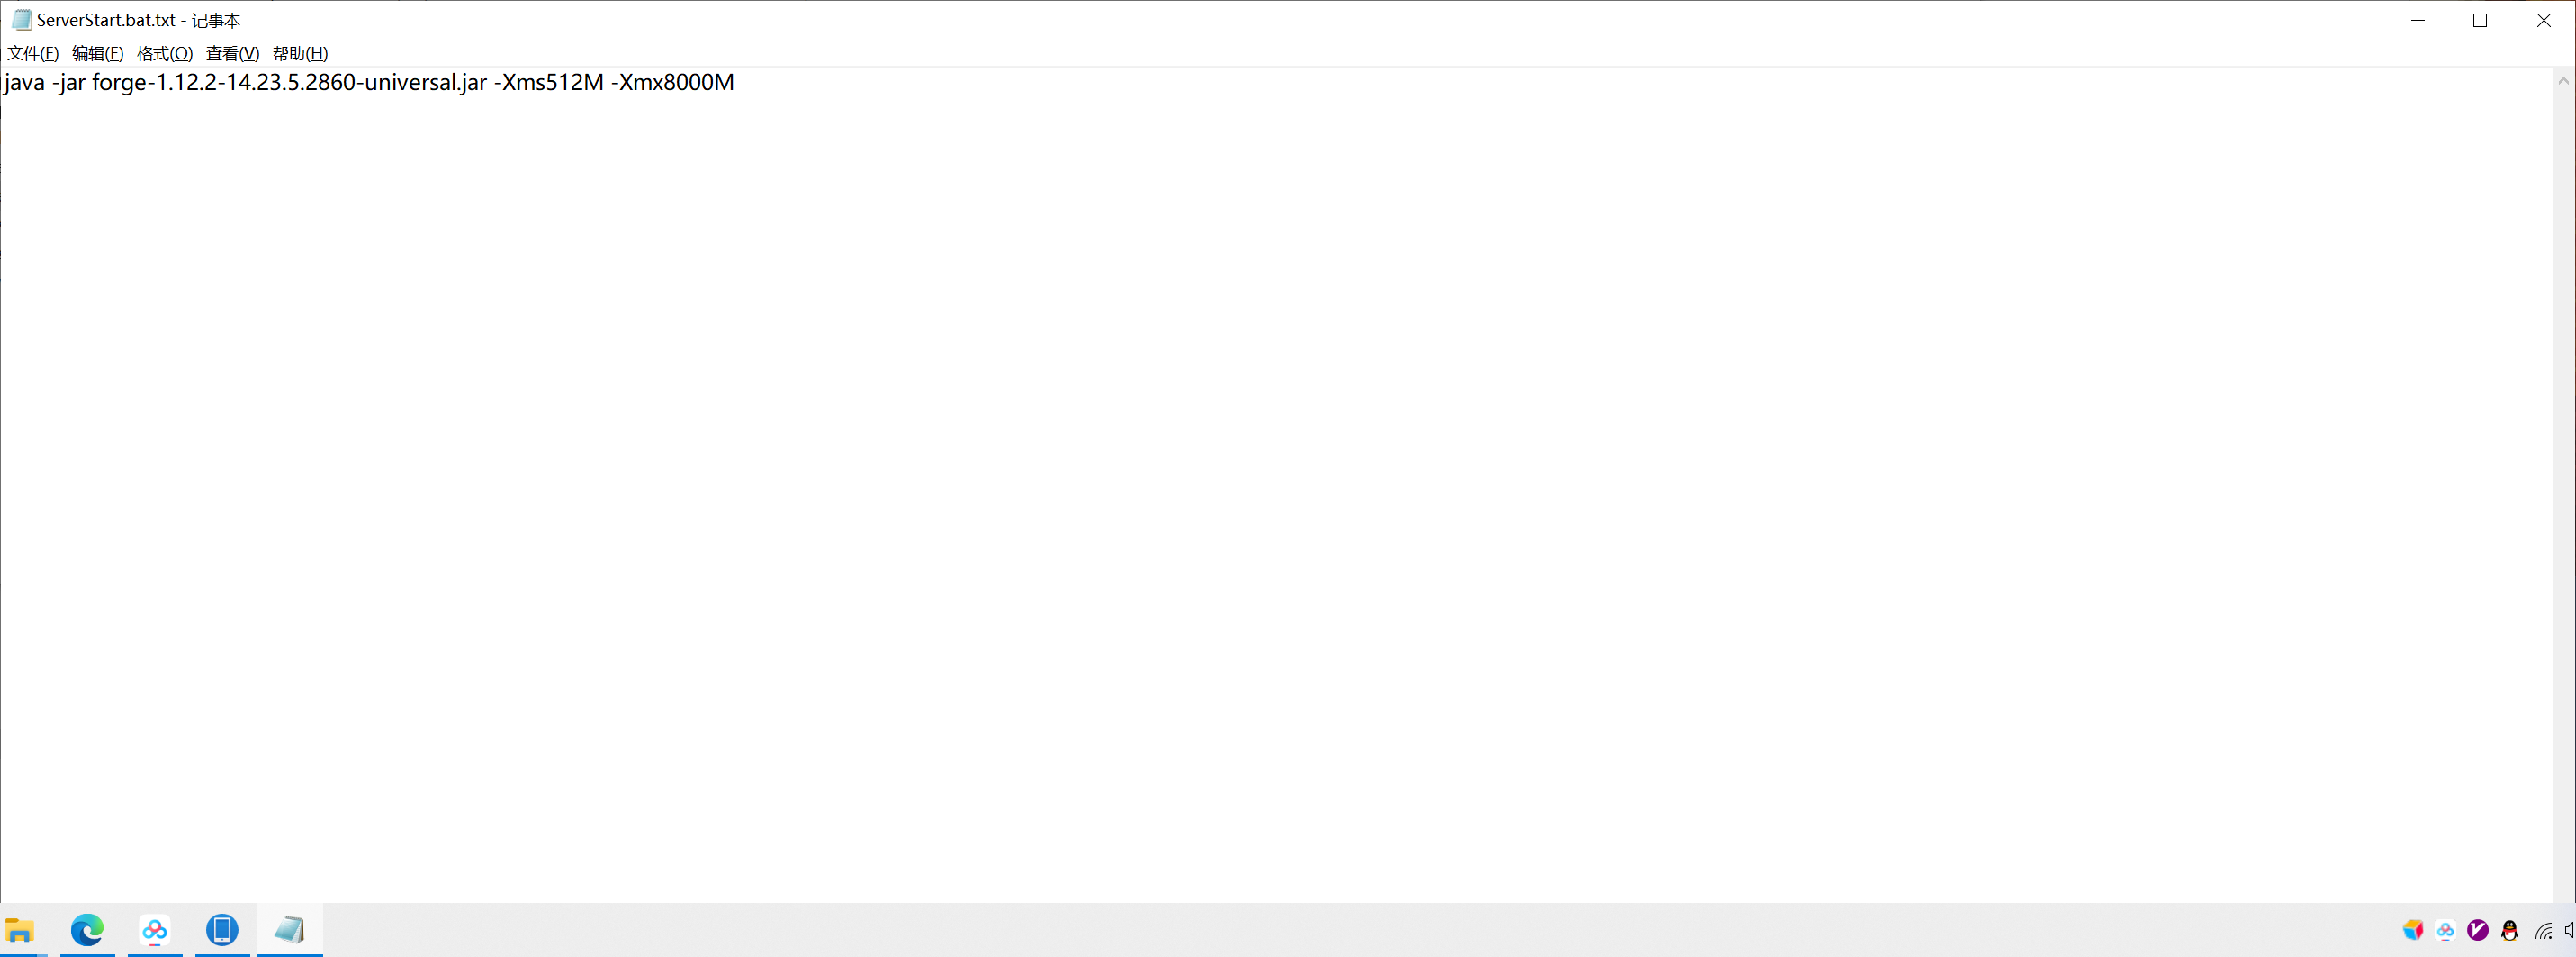 ServerStart.bat.txt - 记事本
文件(F) 编辑(E) 格式(O) 查看(V) 帮助(H)
java -jar forge-1.12.2-14.23.5.2860-universal.jar -Xms512M -Xmx8000M